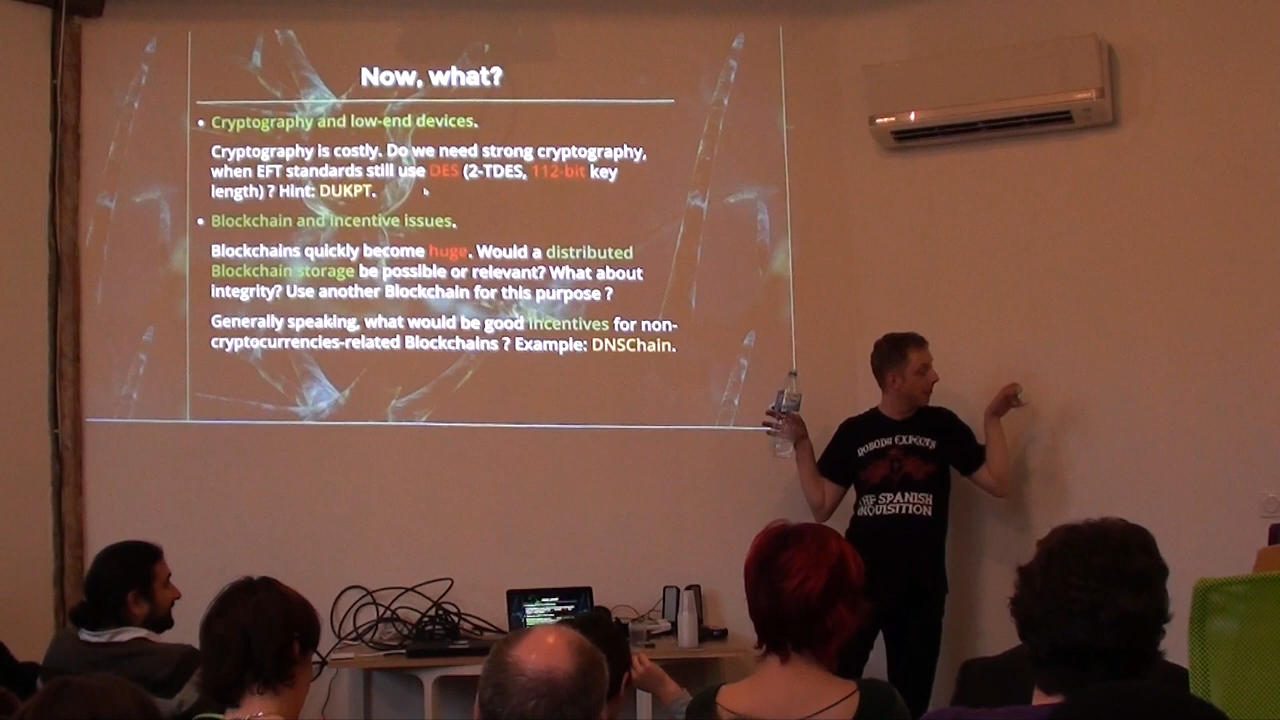 Now, what?
• Cryptography and low-end devices.
Cryptography is costly. Do we need strong cryptography,
when EFT standards still use DES (2-TDES, 112-bit key
length) ? Hint: DUKPT.
• Blockchain and incentive issues.
Blockchains quickly become huge. Would a distributed
Blockchain storage be possible or relevant? What about
integrity? Use another Blockchain for this purpose ?
Generally speaking, what would be good incentives for non-
cryptocurrencies-related Blockchains ? Example: DNSChain.
NOBODY EXPECTS
THE SPANISH
INQUISITION